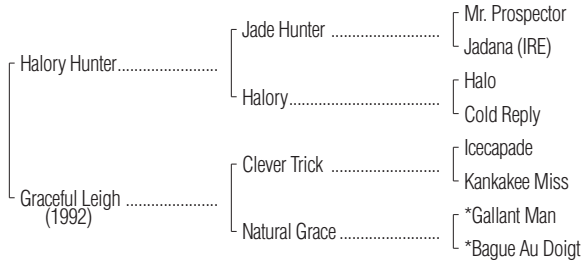 Mr. Prospector
Jade Hunter ........................
Jadana (IRE)
Halory Hunter......................
Halo
Halory..................................
Cold Reply
Icecapade
Clever Trick ........................
Kankakee Miss
Graceful Leigh ....................
(1992)
*Gallant Man
Natural Grace ......................
*Bague Au Doigt